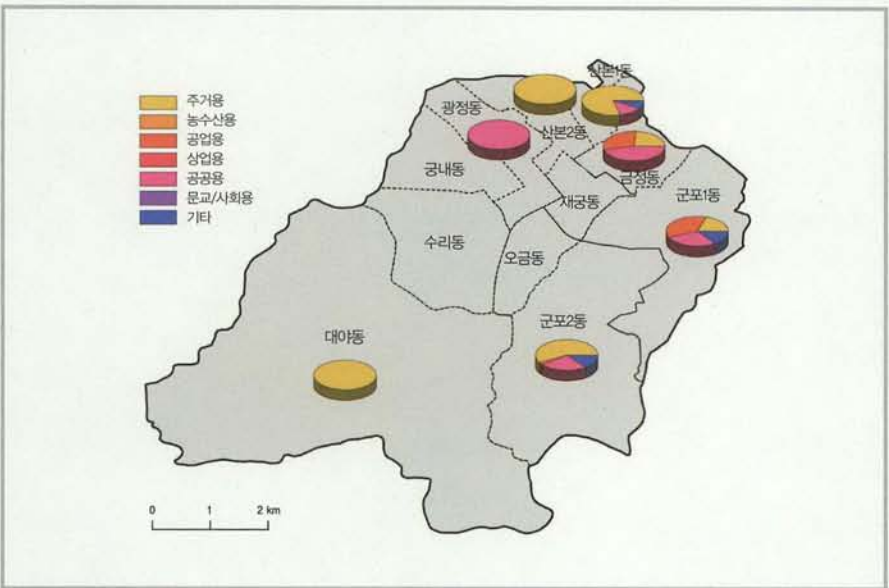 주거용
농수산용
공업용
상업용
공공용
문교/사회용
기타
산본1동
광정동
산본2동
궁내동
금정동
재궁동
군포1동
수리동
오금동
군포2동
대야동
0 1 2 km